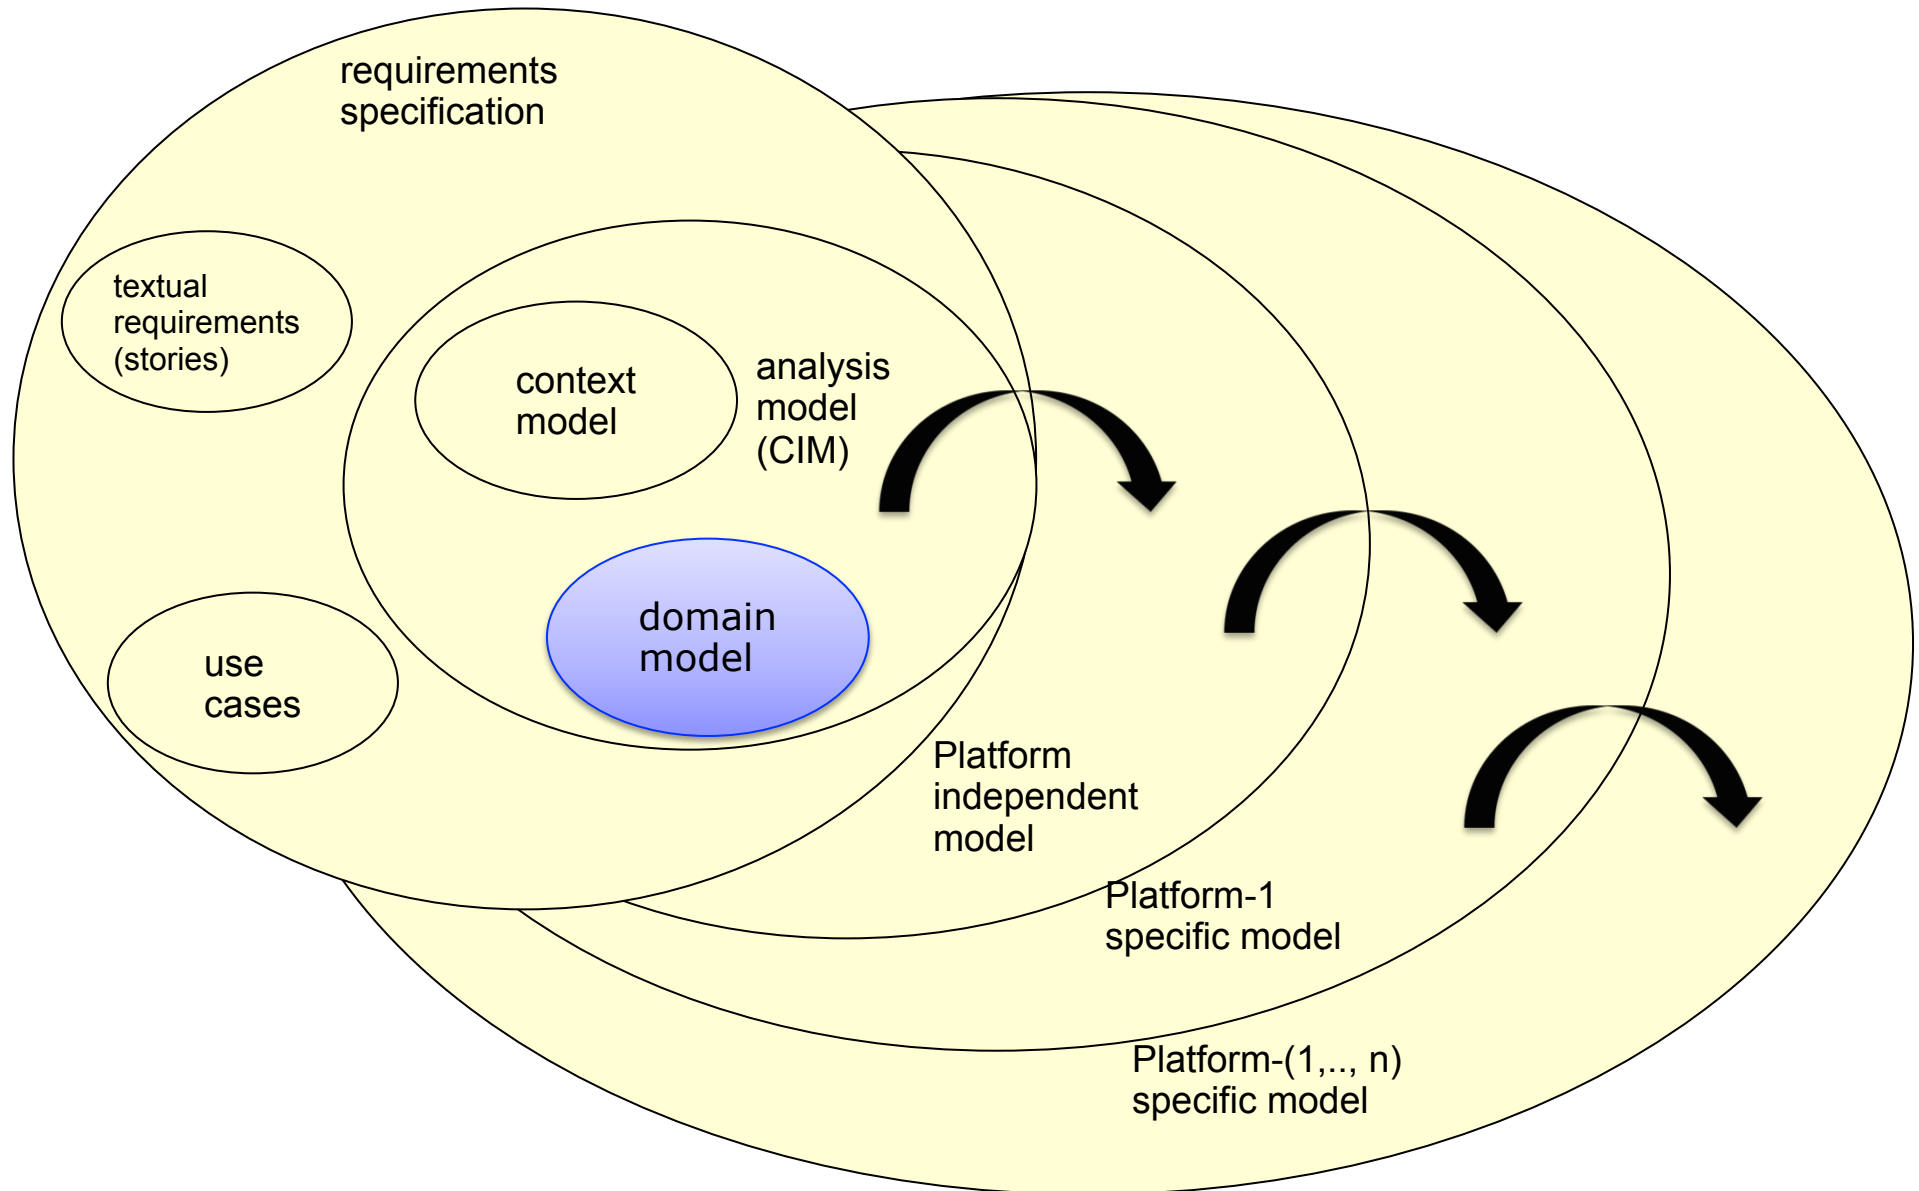 requirements
specification
textual
requirements
(stories)
context
model
analysis
model
(CIM)
domain
model
use
cases
Platform
independent
model
Platform-1
specific model
Platform-(1,.., n)
specific model